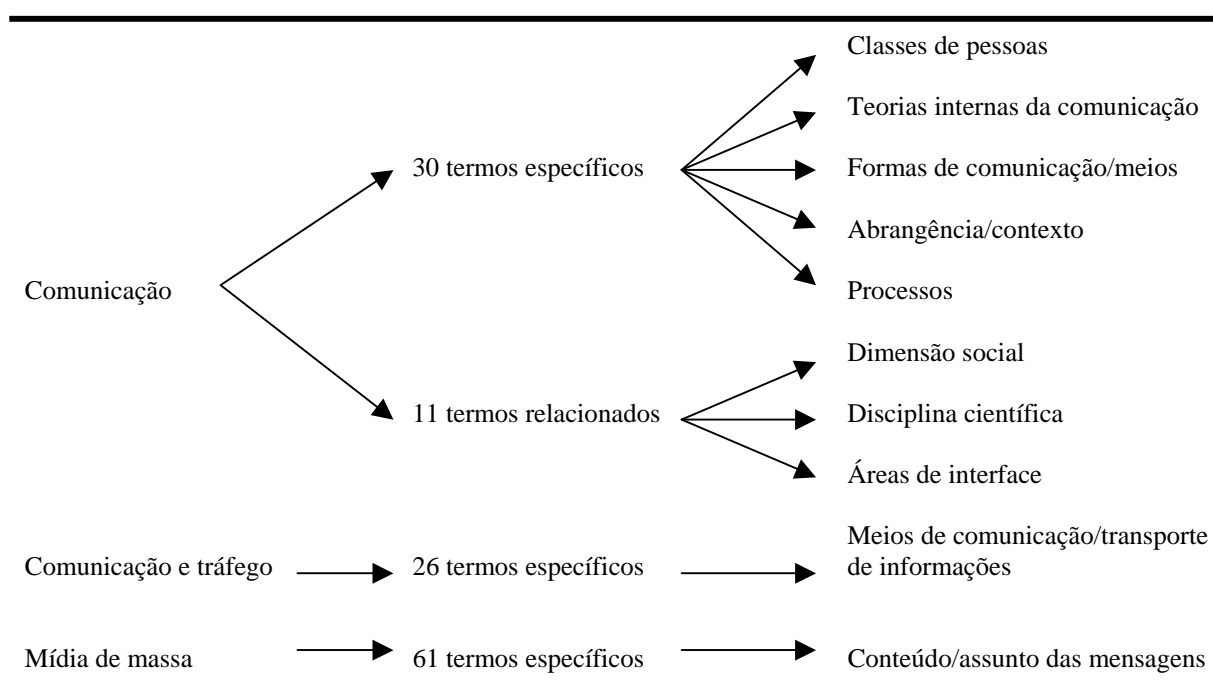 Classes de pessoas
Teorias internas da comunicação
30 termos específicos
Formas de comunicação/meios
Abrangência/contexto
Comunicação
Processos
Dimensão social
11 termos relacionados
Disciplina científica
Áreas de interface
Comunicação e tráfego
26 termos específicos
Meios de comunicação/transporte
de informações
Mídia de massa
61 termos específicos
Conteúdo/assunto das mensagens